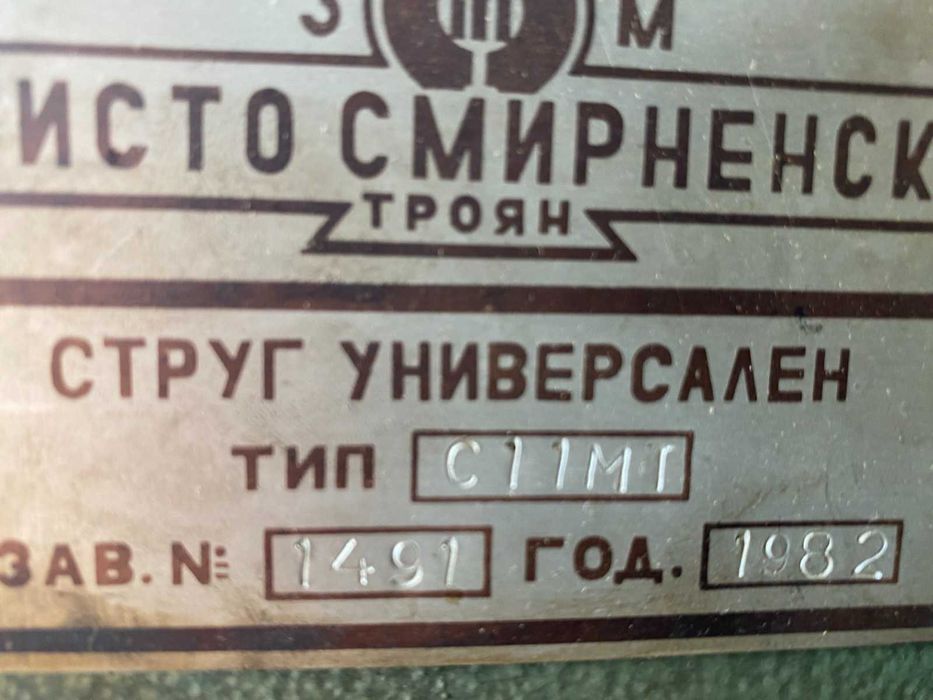 З М
ИСТО СМИРНЕНСК
ТРОЯН
СТРУГ УНИВЕРСАЛЕН
ТИП С11МТ
ЗАВ. №: 1491 ГОД. 1982